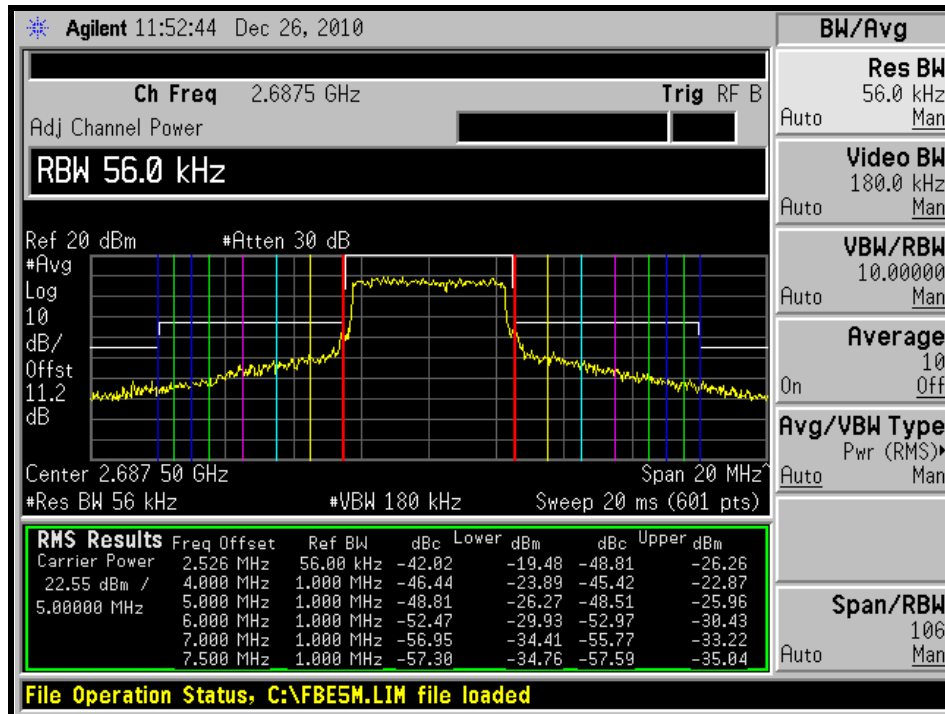 Agilent 11:52:44 Dec 26, 2010
Ch Freq 2.6875 GHz Trig RF B
Adj Channel Power
RBW 56.0 kHz
Ref 20 dBm #Atten 30 dB
#Avg
Log
10
dB/
Offst
11.2
dB
Center 2.687 50 GHz Span 20 MHz^
#Res BW 56 kHz #VBW 180 kHz Sweep 20 ms (601 pts)
RMS Results Freq Offset Ref BW dBc Lower dBm dBc Upper dBm
Carrier Power 2.526 MHz 56.00 kHz -42.02 -19.48 -48.81 -26.26
22.55 dBm / 4.000 MHz 1.000 MHz -46.44 -23.89 -45.42 -22.87
5.00000 MHz 5.000 MHz 1.000 MHz -48.81 -26.27 -48.51 -25.96
6.000 MHz 1.000 MHz -52.47 -29.93 -52.97 -30.43
7.000 MHz 1.000 MHz -56.95 -34.41 -55.77 -33.22
7.500 MHz 1.000 MHz -57.30 -34.76 -57.59 -35.04
File Operation Status, C:\FBE5M.LIM file loaded
BW/Avg
Res BW
56.0 kHz
Auto Man
Video BW
180.0 kHz
Auto Man
VBW/RBW
10.00000
Auto Man
Average
10
On Off
Avg/VBW Type
Pwr (RMS)▸
Auto Man
Span/RBW
106
Auto Man